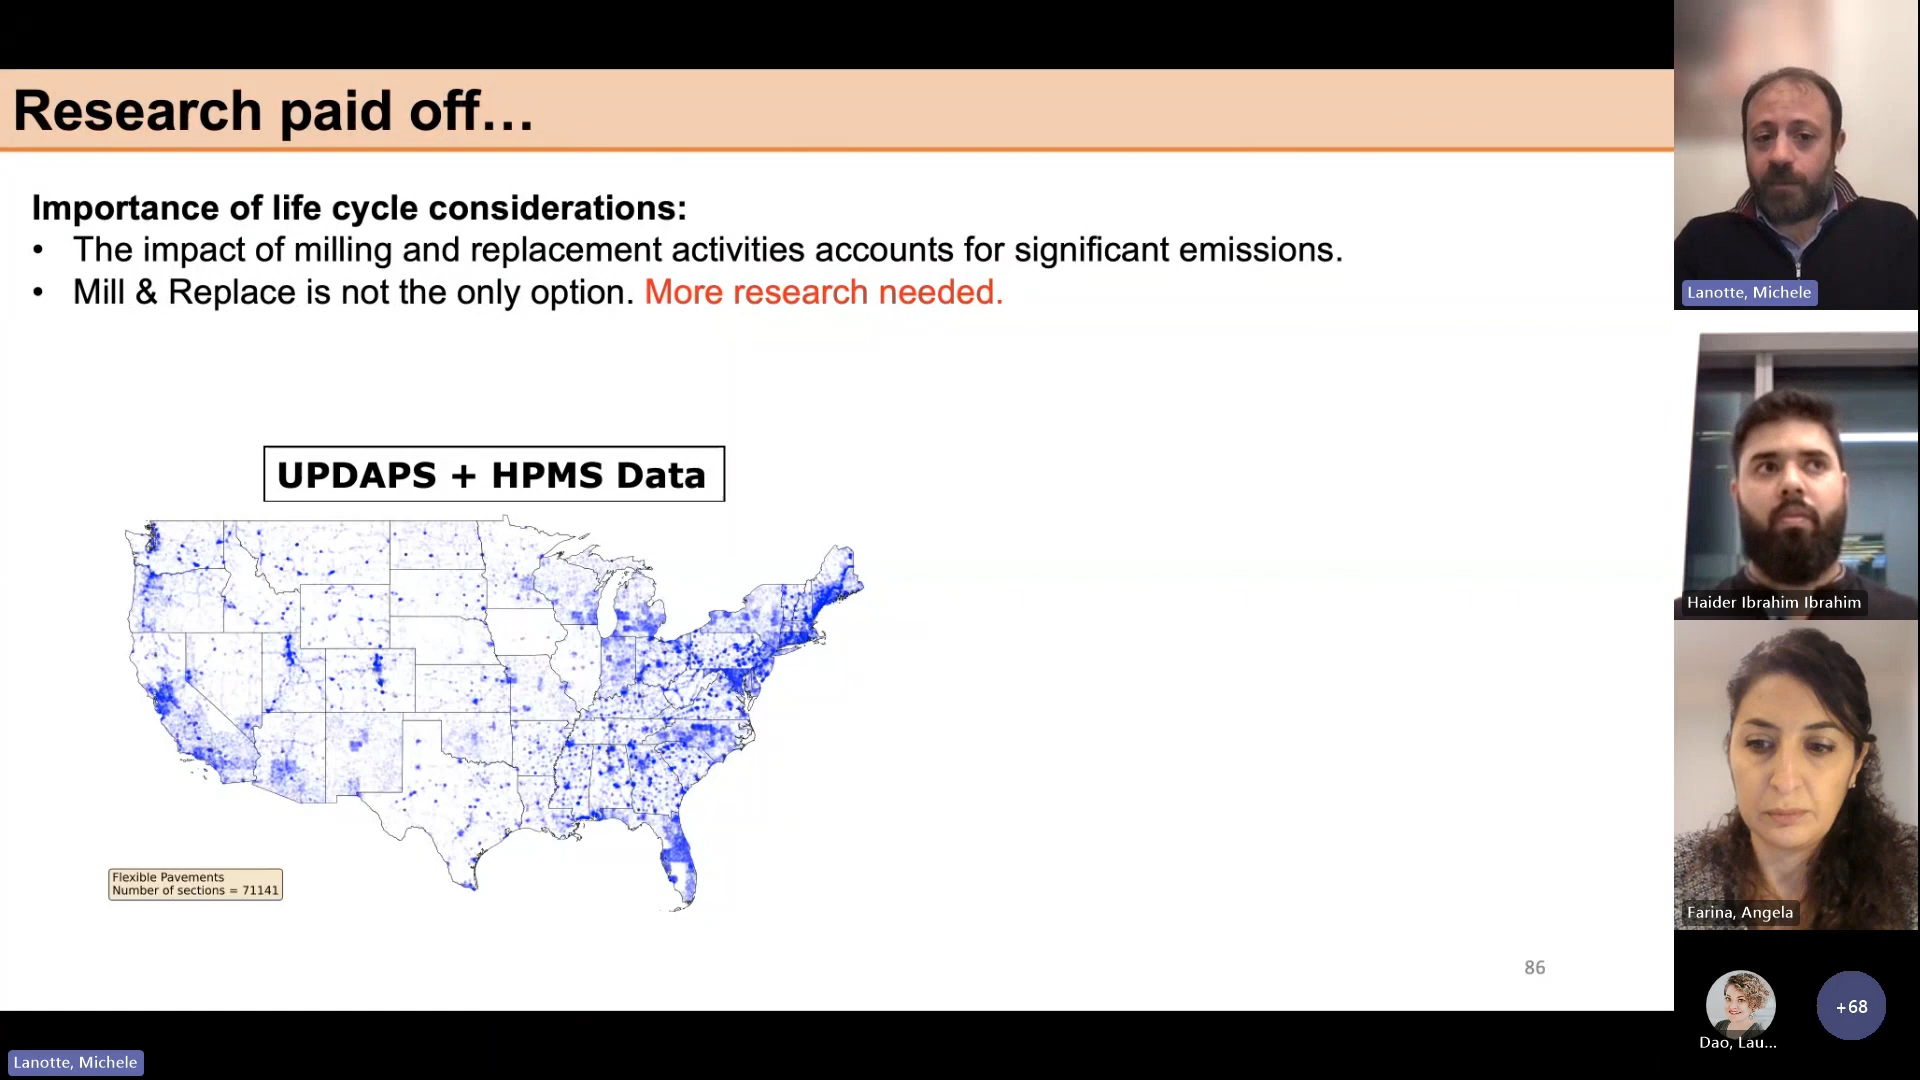 Research paid off...
Importance of life cycle considerations:
• The impact of milling and replacement activities accounts for significant emissions.
• Mill & Replace is not the only option. More research needed.
UPDAPS + HPMS Data
Flexible Pavements
Number of sections = 71141
86
Lanotte, Michele
Haider Ibrahim Ibrahim
Farina, Angela
Dao, Lau...
+68
Lanotte, Michele